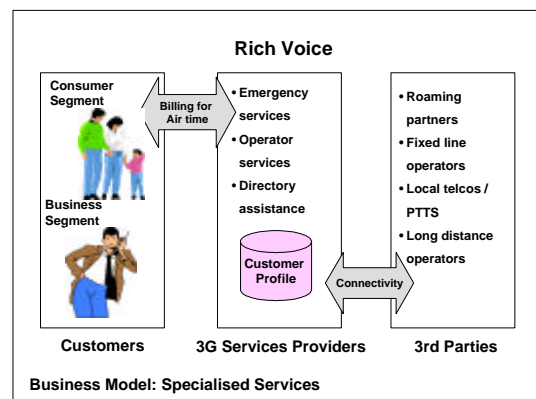 Rich Voice
Consumer
Segment
Business
Segment
Billing for
Air time
• Emergency
services
• Operator
services
• Directory
assistance
Customer
Profile
Connectivity
• Roaming
partners
• Fixed line
operators
• Local telcos /
PTTS
• Long distance
operators
Customers
3G Services Providers
3rd Parties
Business Model: Specialised Services